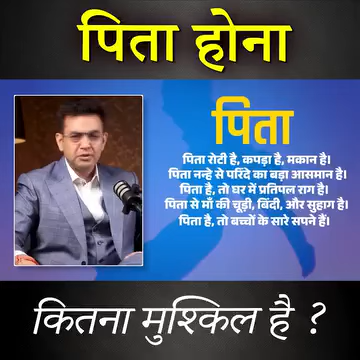 पिता होना
पिता
पिता रोटी है, कपड़ा है, मकान है।
पिता नन्हे से परिंदे का बड़ा आसमान है।
पिता है, तो घर में प्रतिपल राग है।
पिता से माँ की चूड़ी, बिंदी, और सुहाग है।
पिता है, तो बच्चों के सारे सपने हैं।
कितना मुश्किल है ?